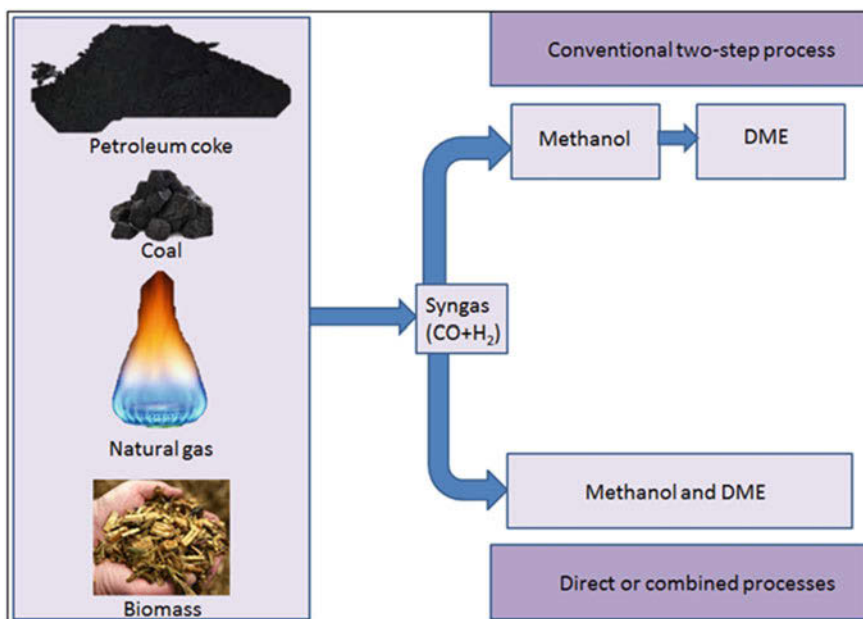 Petroleum coke
Coal
Natural gas
Biomass
Syngas
(CO+H₂)
Conventional two-step process
Methanol
DME
Methanol and DME
Direct or combined processes